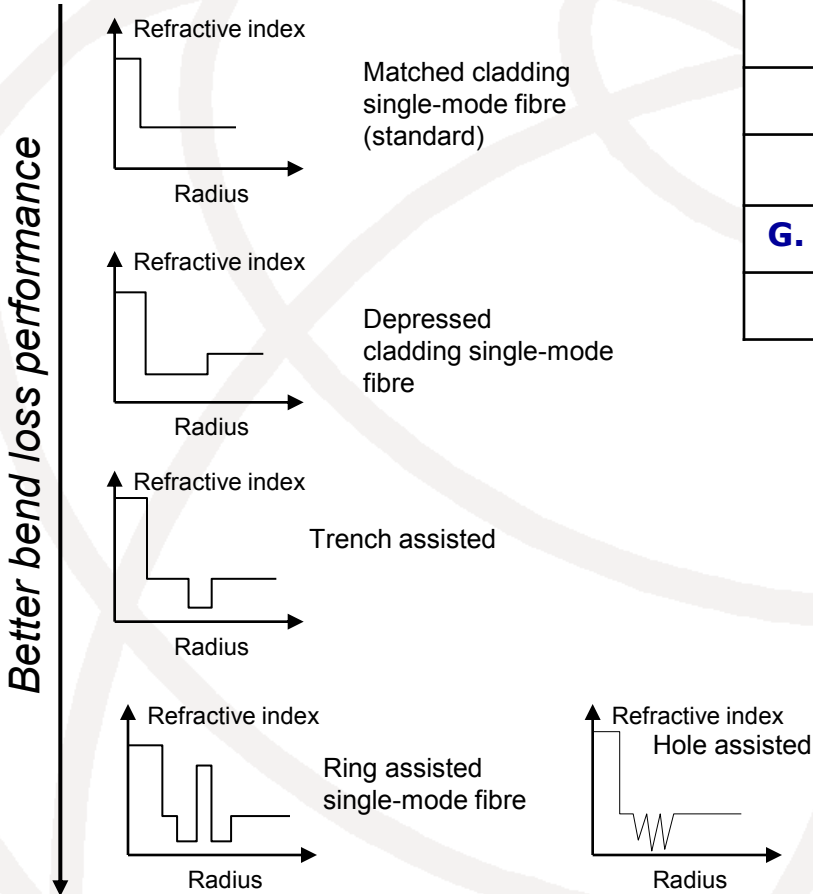 Better bend loss performance
Refractive index
Matched cladding
single-mode fibre
(standard)
Radius
G.
Refractive index
Depressed
cladding single-mode
fibre
Radius
Refractive index
Trench assisted
Radius
Refractive index
Ring assisted
single-mode fibre
Radius
Refractive index
Hole assisted
Radius